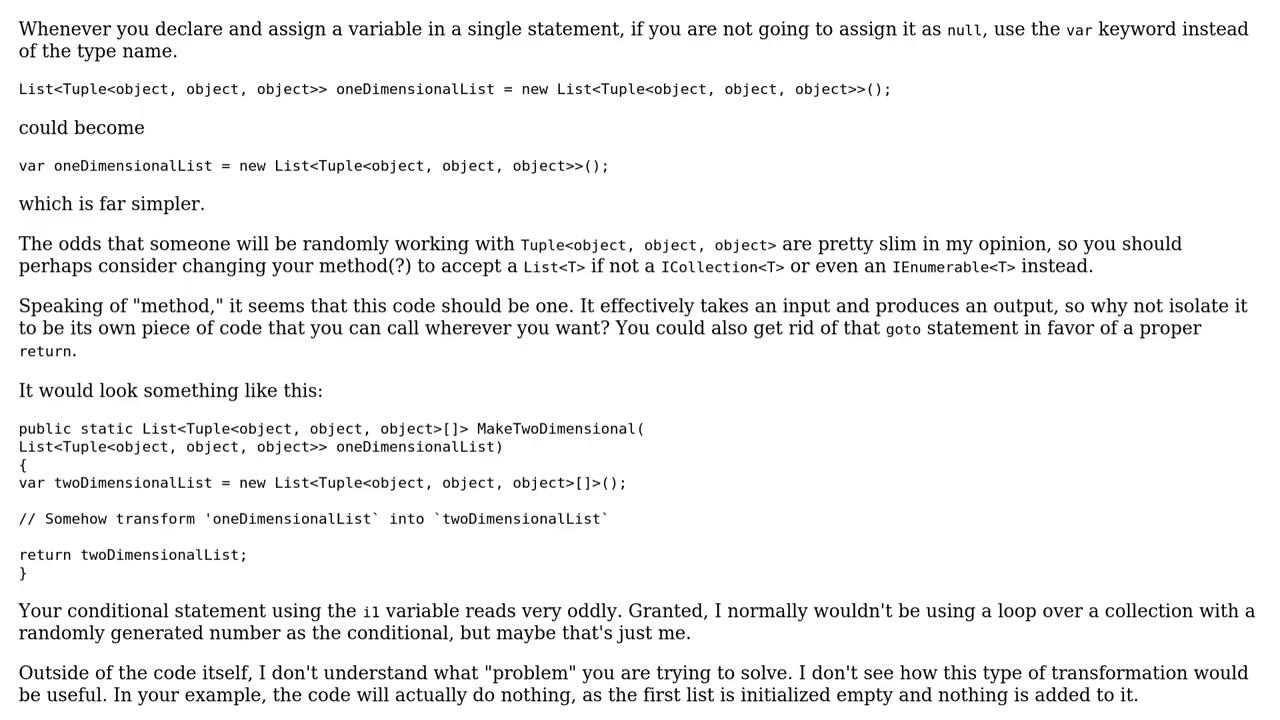 Whenever you declare and assign a variable in a single statement, if you are not going to assign it as null, use the var keyword instead
of the type name.
List<Tuple<object, object, object>> oneDimensionalList = new List<Tuple<object, object, object>>();
could become
var oneDimensionalList = new List<Tuple<object, object, object>>();
which is far simpler.
The odds that someone will be randomly working with Tuple<object, object, object> are pretty slim in my opinion, so you should
perhaps consider changing your method(?) to accept a List<T> if not a ICollection<T> or even an IEnumerable<T> instead.
Speaking of "method," it seems that this code should be one. It effectively takes an input and produces an output, so why not isolate it
to be its own piece of code that you can call wherever you want? You could also get rid of that goto statement in favor of a proper
return.
It would look something like this:
public static List<Tuple<object, object, object>[]> MakeTwoDimensional(
List<Tuple<object, object, object>> oneDimensionalList)
{
var twoDimensionalList = new List<Tuple<object, object, object>[]>();
// Somehow transform 'oneDimensionalList` into `twoDimensionalList`
return twoDimensionalList;
}
Your conditional statement using the i1 variable reads very oddly. Granted, I normally wouldn't be using a loop over a collection with a
randomly generated number as the conditional, but maybe that's just me.
Outside of the code itself, I don't understand what "problem" you are trying to solve. I don't see how this type of transformation would
be useful. In your example, the code will actually do nothing, as the first list is initialized empty and nothing is added to it.